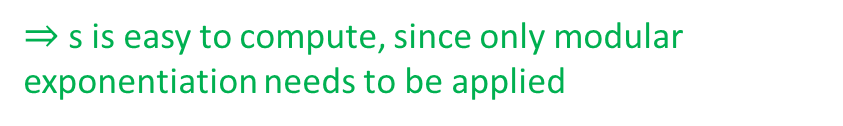 ⇒ s is easy to compute, since only modular
exponentiation needs to be applied